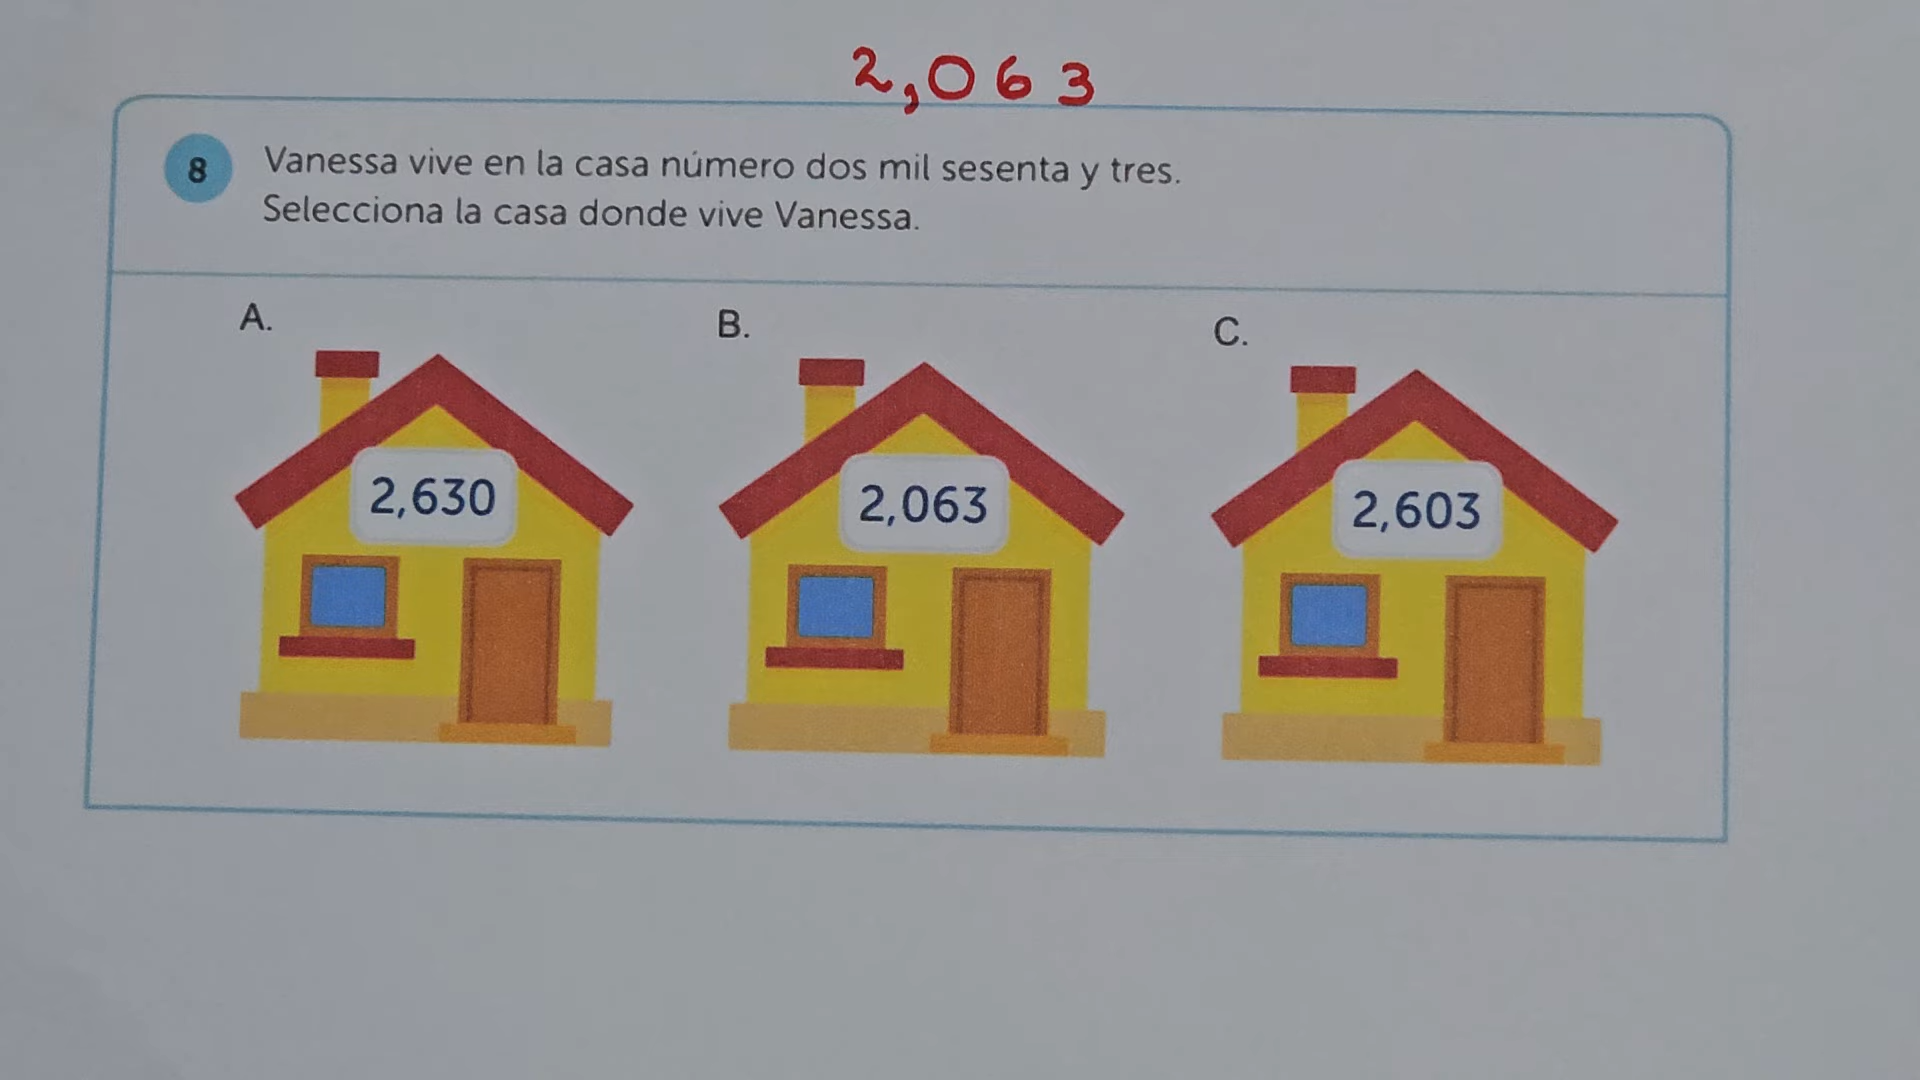 2,063
8 Vanessa vive en la casa número dos mil sesenta y tres.
Selecciona la casa donde vive Vanessa.
A. B. C.
2,630 2,063 2,603